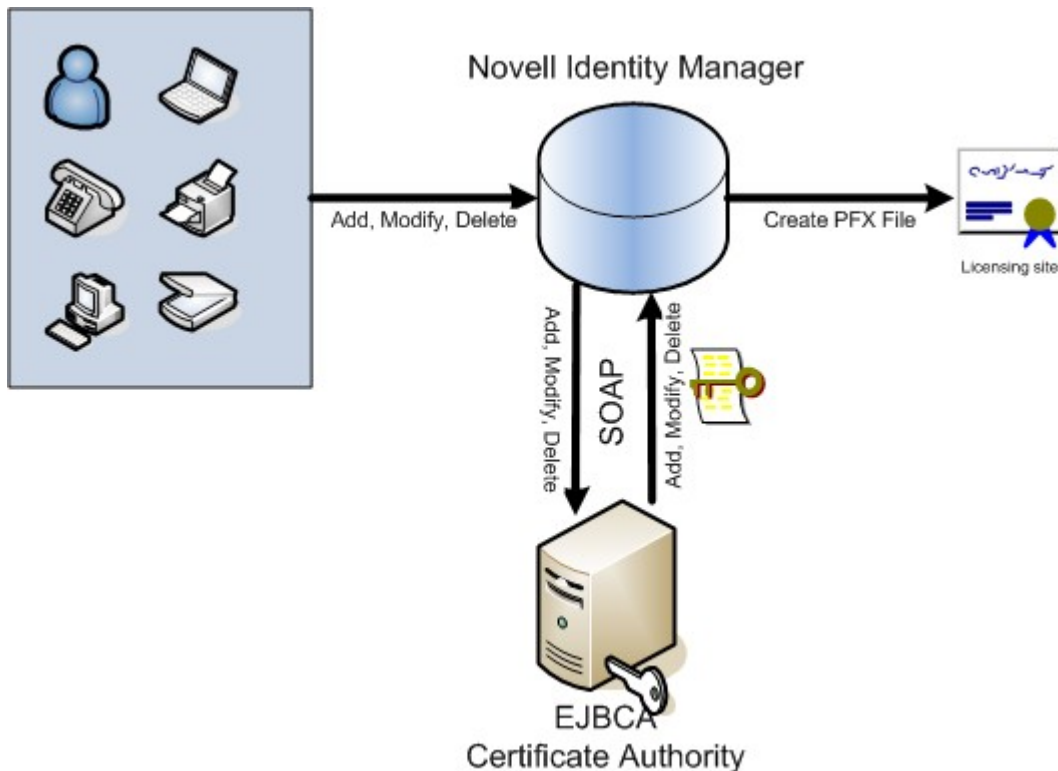 Novell Identity Manager
Add, Modify, Delete
Create PFX File
Licensing site
Add, Modify, Delete
SOAP
Add, Modify, Delete
EJBCA
Certificate Authority